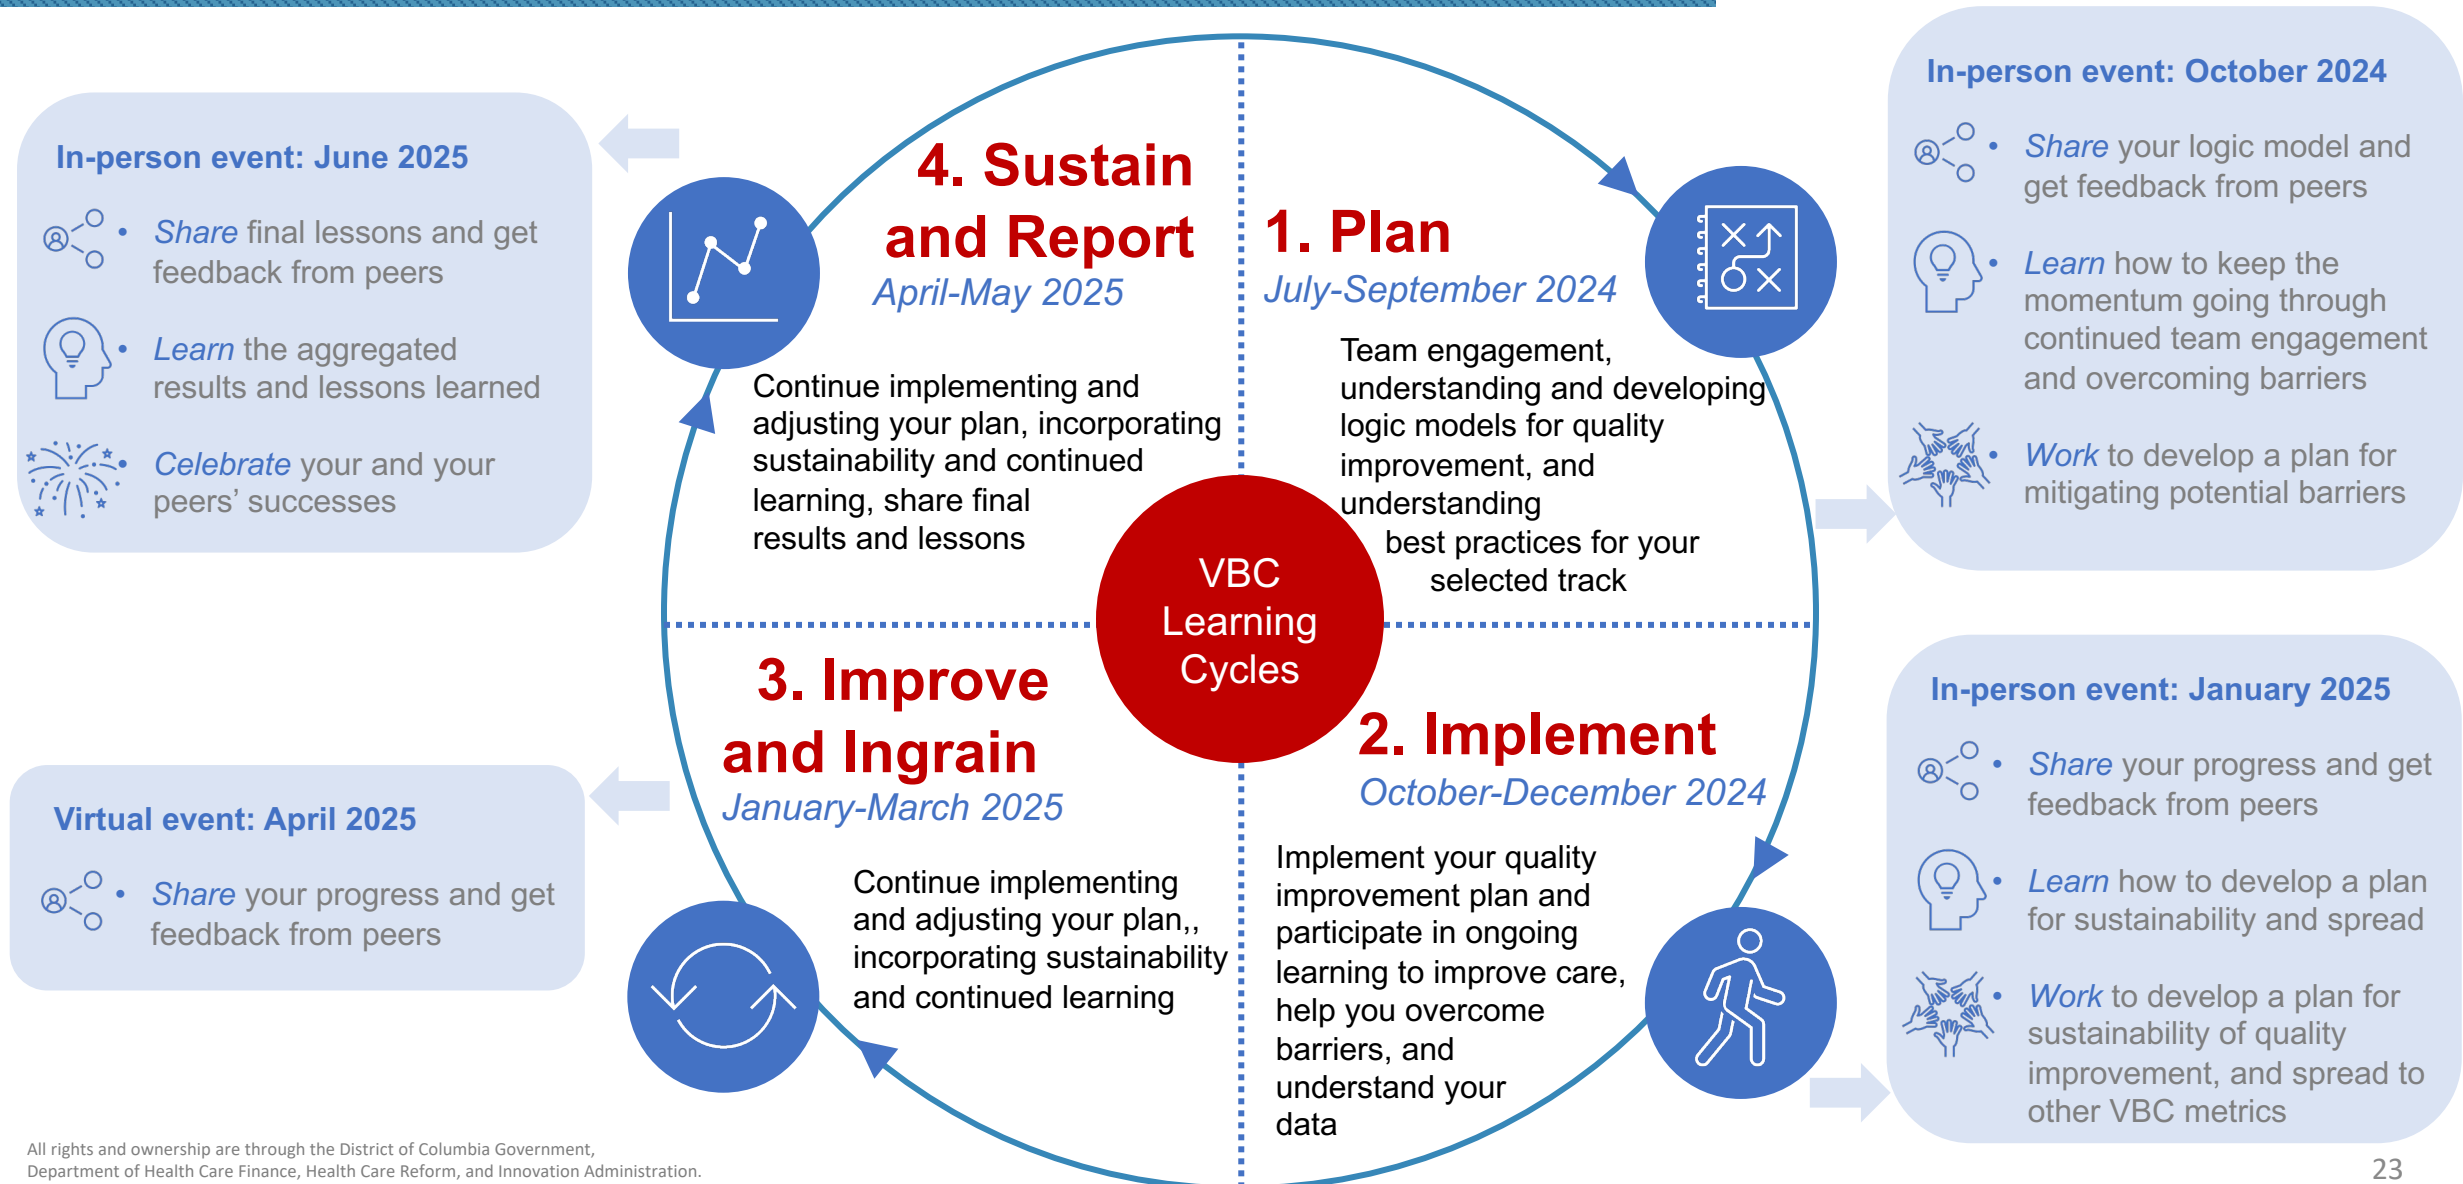 In-person event: October 2024
• Share your logic model and
get feedback from peers
• Learn how to keep the
momentum going through
continued team engagement
and overcoming barriers
• Work to develop a plan for
mitigating potential barriers
In-person event: June 2025
• Share final lessons and get
feedback from peers
• Learn the aggregated
results and lessons learned
• Celebrate your and your
peers’ successes
4. Sustain
and Report
April-May 2025
Continue implementing and
adjusting your plan, incorporating
sustainability and continued
learning, share final
results and lessons
1. Plan
July-September 2024
Team engagement,
understanding and developing
logic models for quality
improvement, and
understanding
best practices for your
selected track
VBC
Learning
Cycles
3. Improve
and Ingrain
January-March 2025
Continue implementing
and adjusting your plan,,
incorporating sustainability
and continued learning
2. Implement
October-December 2024
Implement your quality
improvement plan and
participate in ongoing
learning to improve care,
help you overcome
barriers, and
understand your
data
In-person event: January 2025
• Share your progress and get
feedback from peers
• Learn how to develop a plan
for sustainability and spread
• Work to develop a plan for
sustainability of quality
improvement, and spread to
other VBC metrics
Virtual event: April 2025
• Share your progress and get
feedback from peers
All rights and ownership are through the District of Columbia Government,
Department of Health Care Finance, Health Care Reform, and Innovation Administration.
23